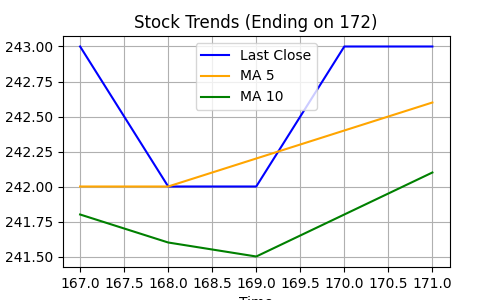 Stock Trends (Ending on 172)
243.00
242.75
242.50
242.25
242.00
241.75
241.50
Last Close
MA 5
MA 10
167.0 167.5 168.0 168.5 169.0 169.5 170.0 170.5 171.0
Time